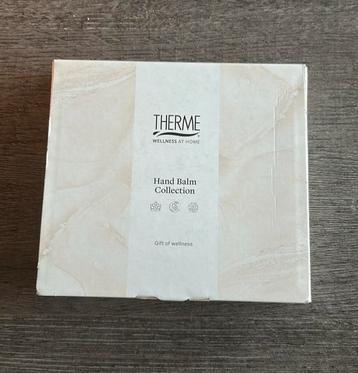 THERME
WELLNESS AT HOME
Hand Balm
Collection
Gift of wellness